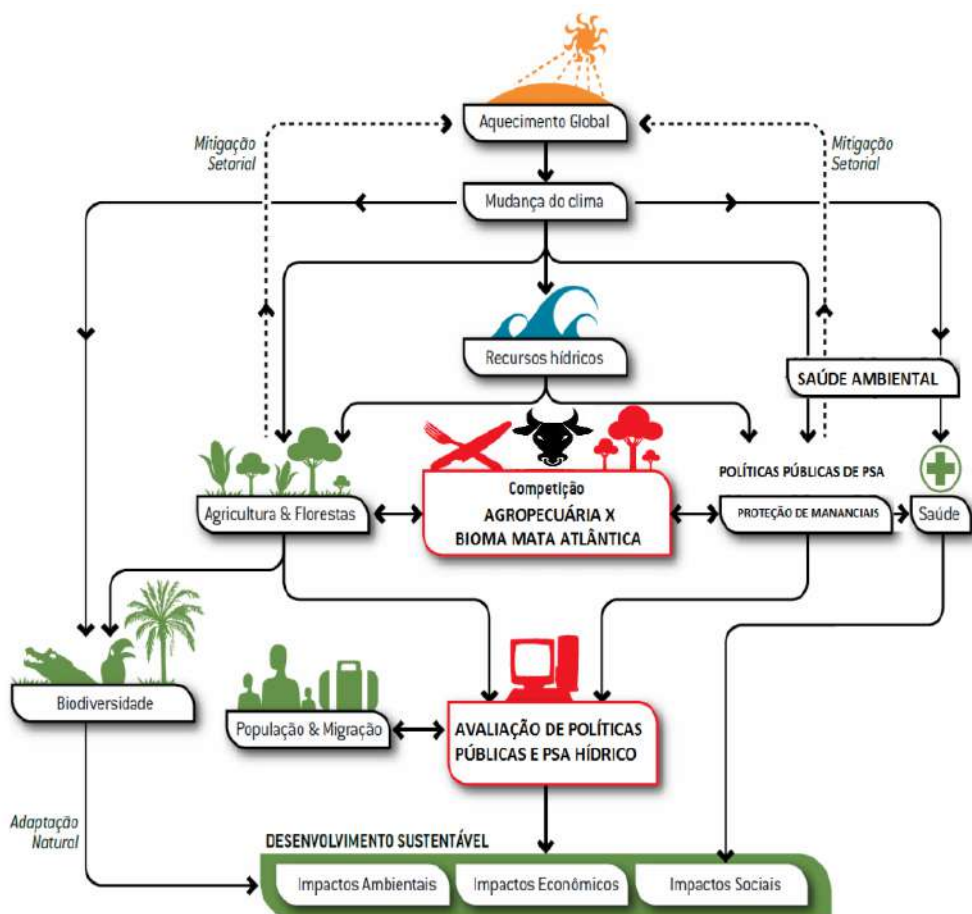 Aquecimento Global
Mitigação
Setorial
Mitigação
Setorial
Mudança do clima
Recursos hídricos
SAÚDE AMBIENTAL
Agricultura & Florestas
Competição
AGROPECUÁRIA X
BIOMA MATA ATLÂNTICA
POLÍTICAS PÚBLICAS DE PSA
PROTEÇÃO DE MANANCIAIS
Saúde
Biodiversidade
População & Migração
AVALIAÇÃO DE POLÍTICAS
PÚBLICAS E PSA HÍDRICO
Adaptação
Natural
DESENVOLVIMENTO SUSTENTÁVEL
Impactos Ambientais
Impactos Econômicos
Impactos Sociais